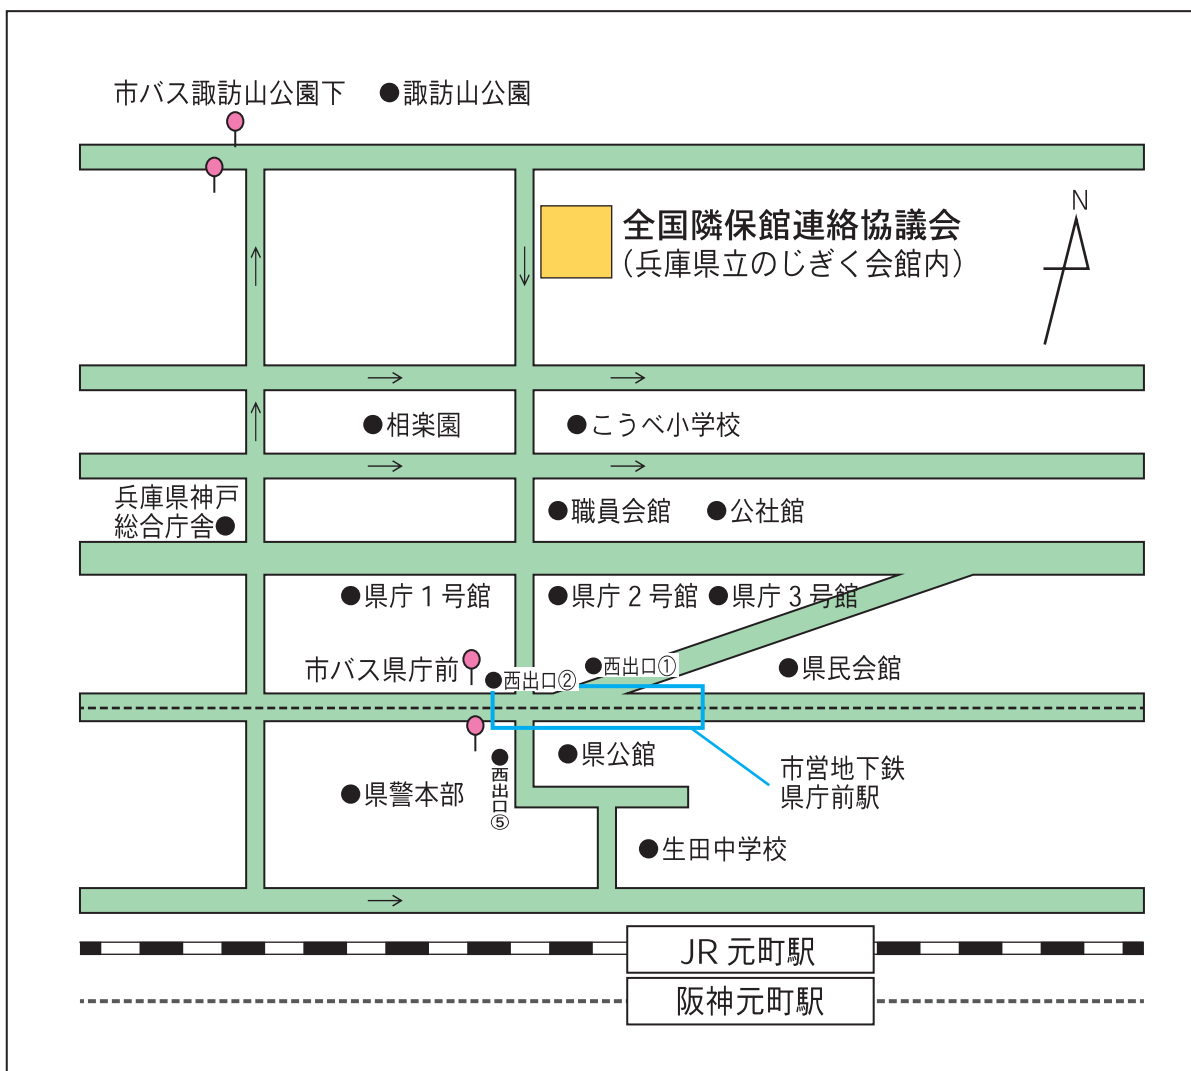 市バス諏訪山公園下
●諏訪山公園
N
全国隣保館連絡協議会
（兵庫県立のじぎく会館内）
●相楽園
●こうべ小学校
兵庫県神戸
総合庁舎●
●職員会館
●公社館
●県庁1号館
●県庁2号館
●県庁3号館
市バス県庁前
●西出口②
●西出口①
●県民会館
●県公館
市営地下鉄
県庁前駅
●県警本部
●西出口⑤
●生田中学校
JR元町駅
阪神元町駅